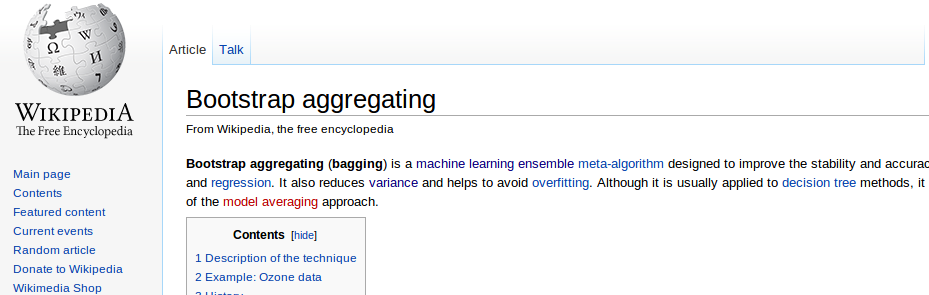 WIKIPEDIA
The Free Encyclopedia
Main page
Contents
Featured content
Current events
Random article
Donate to Wikipedia
Wikimedia Shop
Article Talk
Bootstrap aggregating
From Wikipedia, the free encyclopedia
Bootstrap aggregating (bagging) is a machine learning ensemble meta-algorithm designed to improve the stability and accurac
and regression. It also reduces variance and helps to avoid overfitting. Although it is usually applied to decision tree methods, it
of the model averaging approach.
Contents [hide]
1 Description of the technique
2 Example: Ozone data
3 History